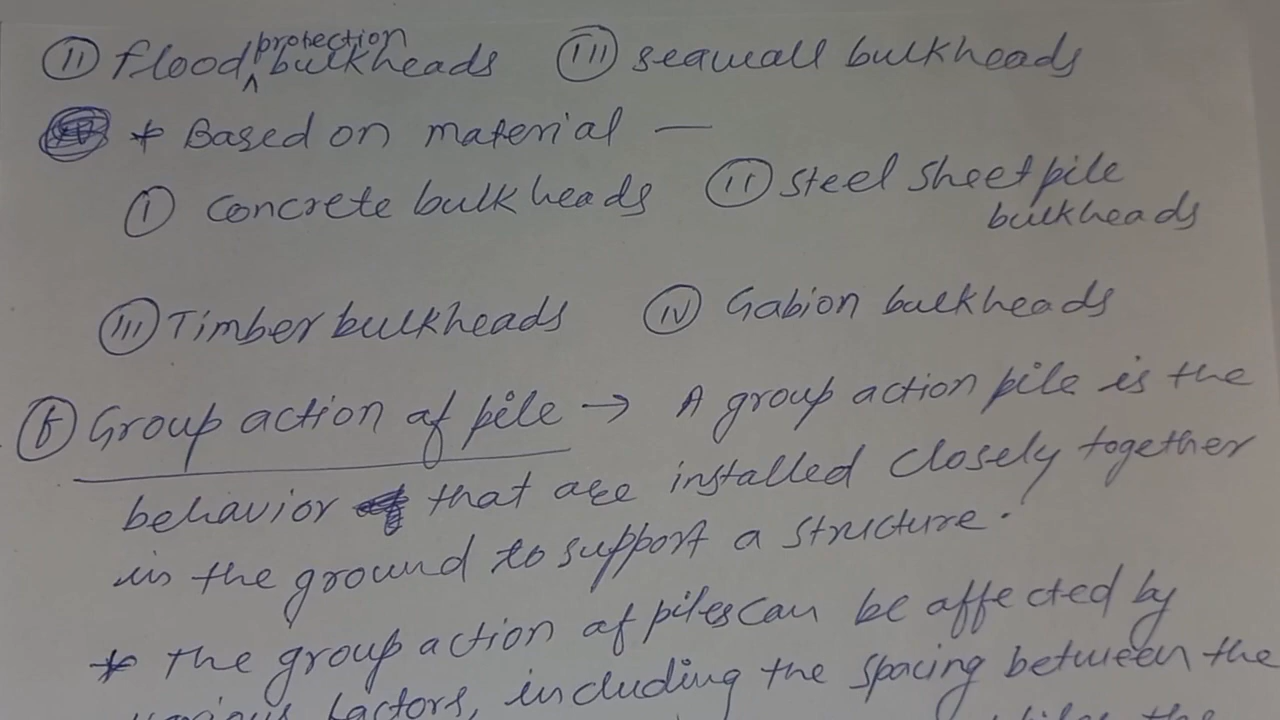 (II) flood protection bulkheads (III) seawall bulkheads
* Based on material —
(I) concrete bulkheads (II) steel sheet pile
bulkheads
(III) Timber bulkheads (IV) Gabion bulkheads
(f) Group action of pile → A group action pile is the
behavior that are installed closely together
in the ground to support a structure.
* The group action of piles can be affected by
various factors, including the spacing between the